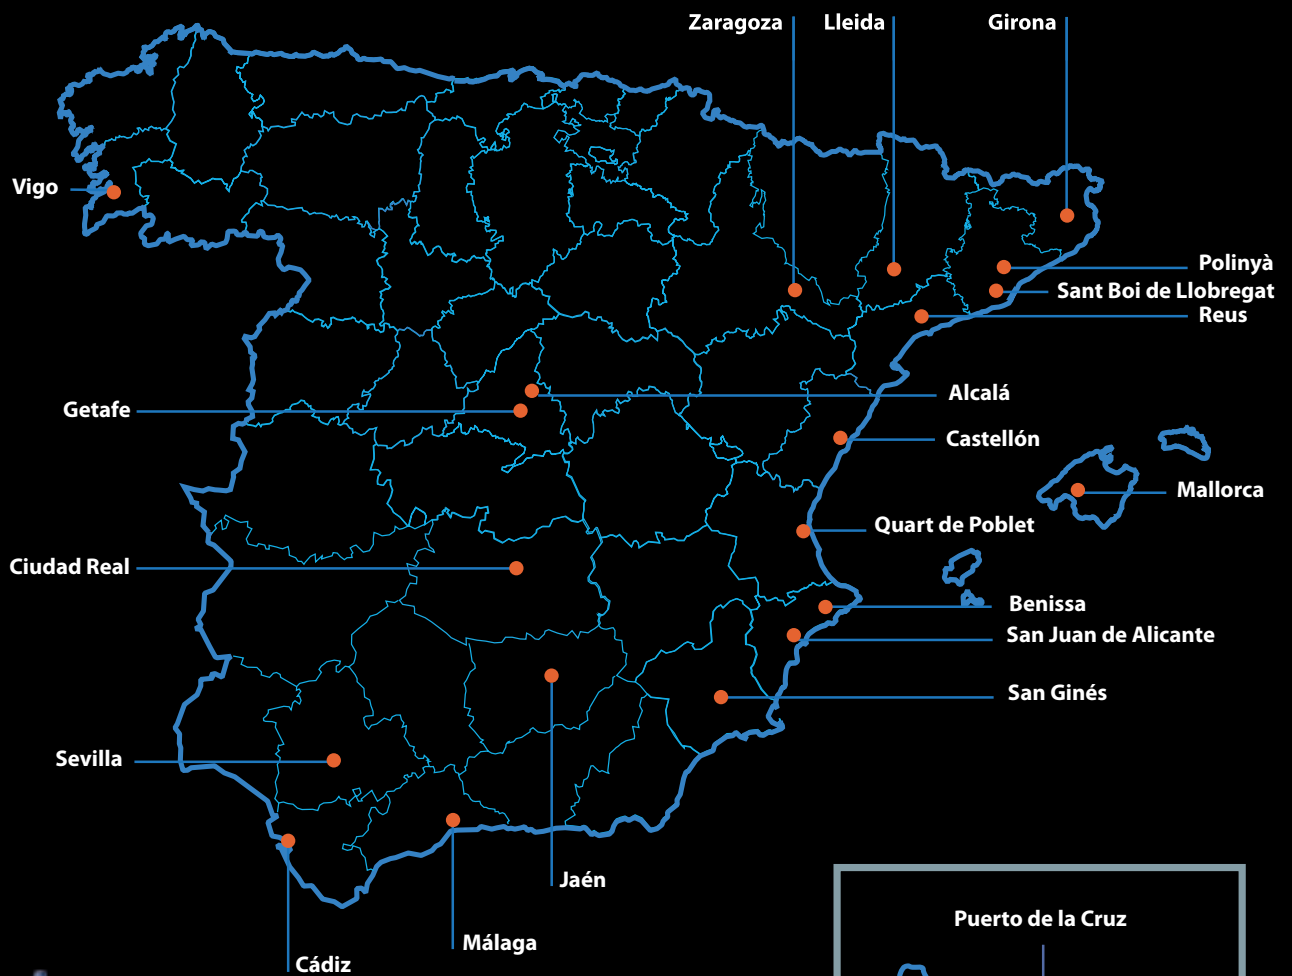 Zaragoza
Lleida
Girona
Vigo
Polinyà
Sant Boi de Llobregat
Reus
Alcalá
Getafe
Castellón
Mallorca
Quart de Poblet
Ciudad Real
Benissa
San Juan de Alicante
San Ginés
Sevilla
Jaén
Puerto de la Cruz
Málaga
Cádiz